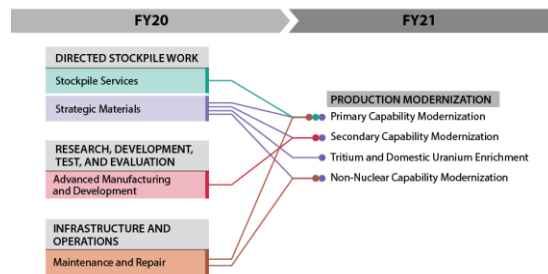 FY20
FY21
DIRECTED STOCKPILE WORK
Stockpile Services
Strategic Materials
RESEARCH, DEVELOPMENT,
TEST, AND EVALUATION
Advanced Manufacturing
and Development
INFRASTRUCTURE AND
OPERATIONS
Maintenance and Repair
PRODUCTION MODERNIZATION
Primary Capability Modernization
Secondary Capability Modernization
Tritium and Domestic Uranium Enrichment
Non-Nuclear Capability Modernization